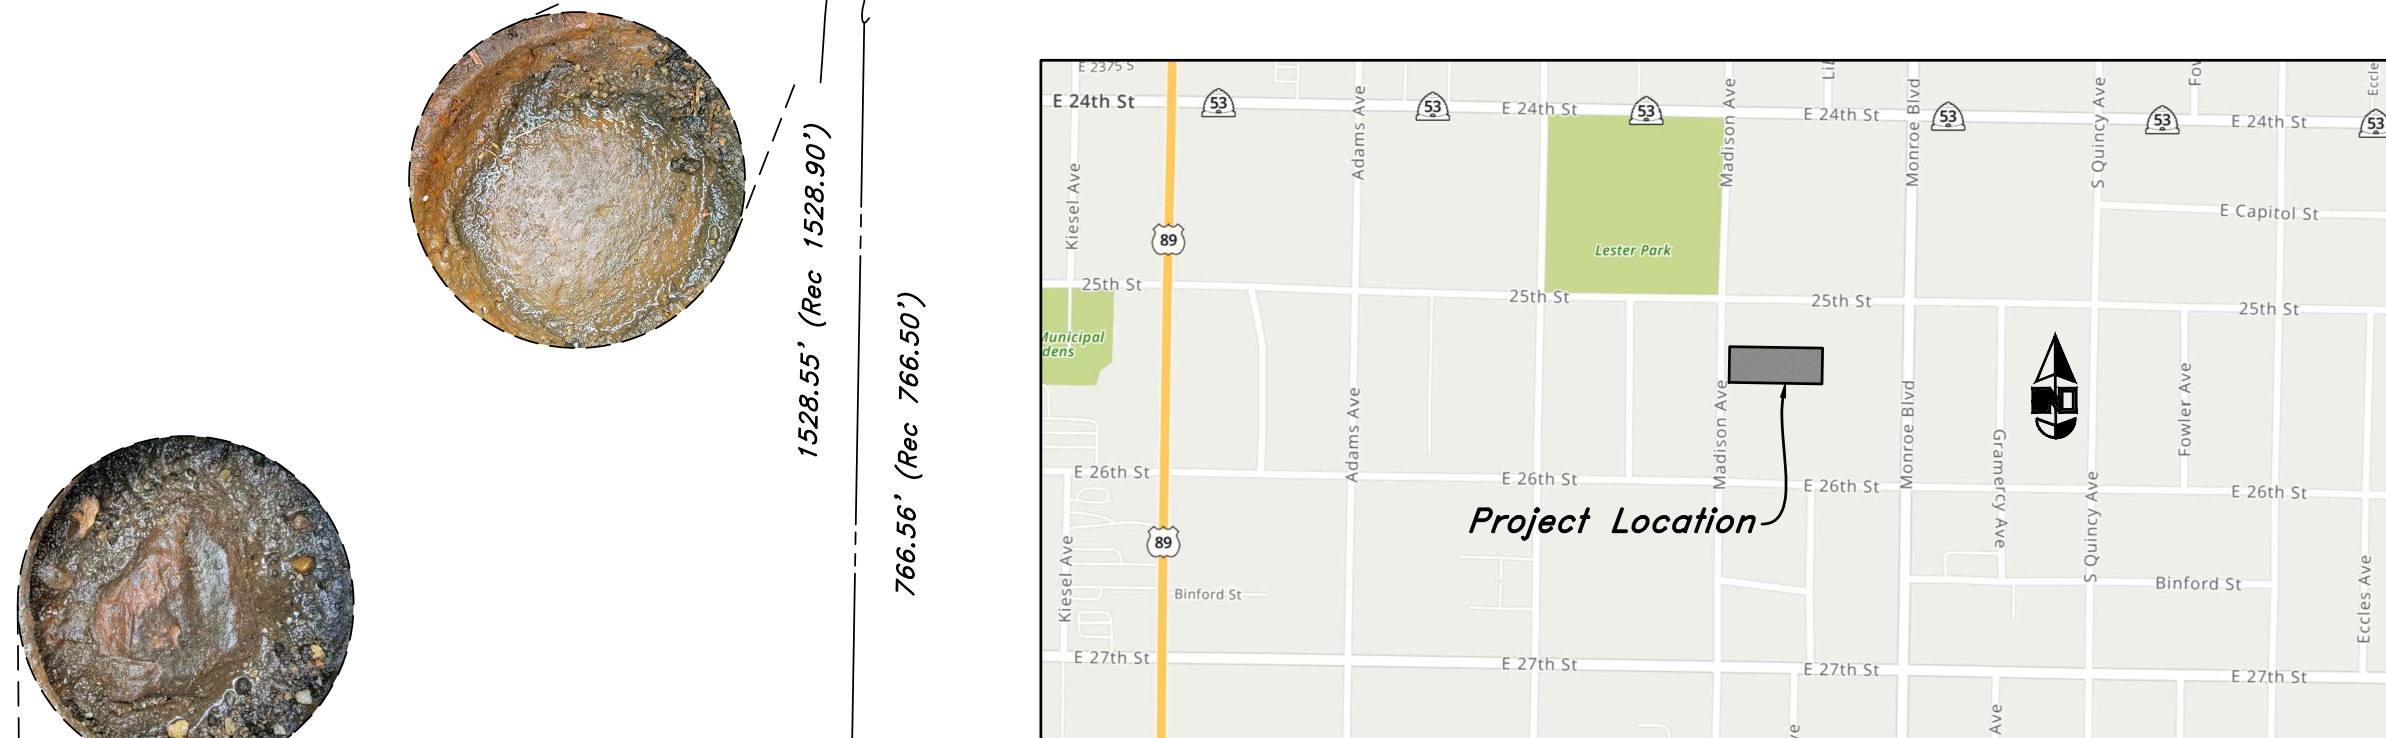 1528.55' (Rec 1528.90')
766.56' (Rec 766.50')
E 2375 S
E 24th St
53
53
E 24th St
53
E 24th St
53
53
E 24th St
53
Kiesel Ave
Adams Ave
Madison Ave
Monroe Blvd
S Quincy Ave
Eccle
E Capitol St
89
Lester Park
25th St
25th St
25th St
25th St
Municipal
dens
Adams Ave
Madison Ave
Monroe Blvd
Gramercy Ave
Fowler Ave
N
E 26th St
E 26th St
E 26th St
E 26th St
Project Location
89
Kiesel Ave
S Quincy Ave
Binford St
Binford St
Eccles Ave
E 27th St
E 27th St
E 27th St
E 27th St
Ave